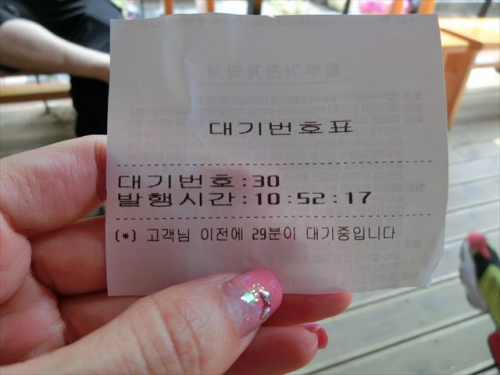 대기번호표
대기번호:30
발행시간:10:52:17
(*) 고객님 이전에 29분이 대기중입니다